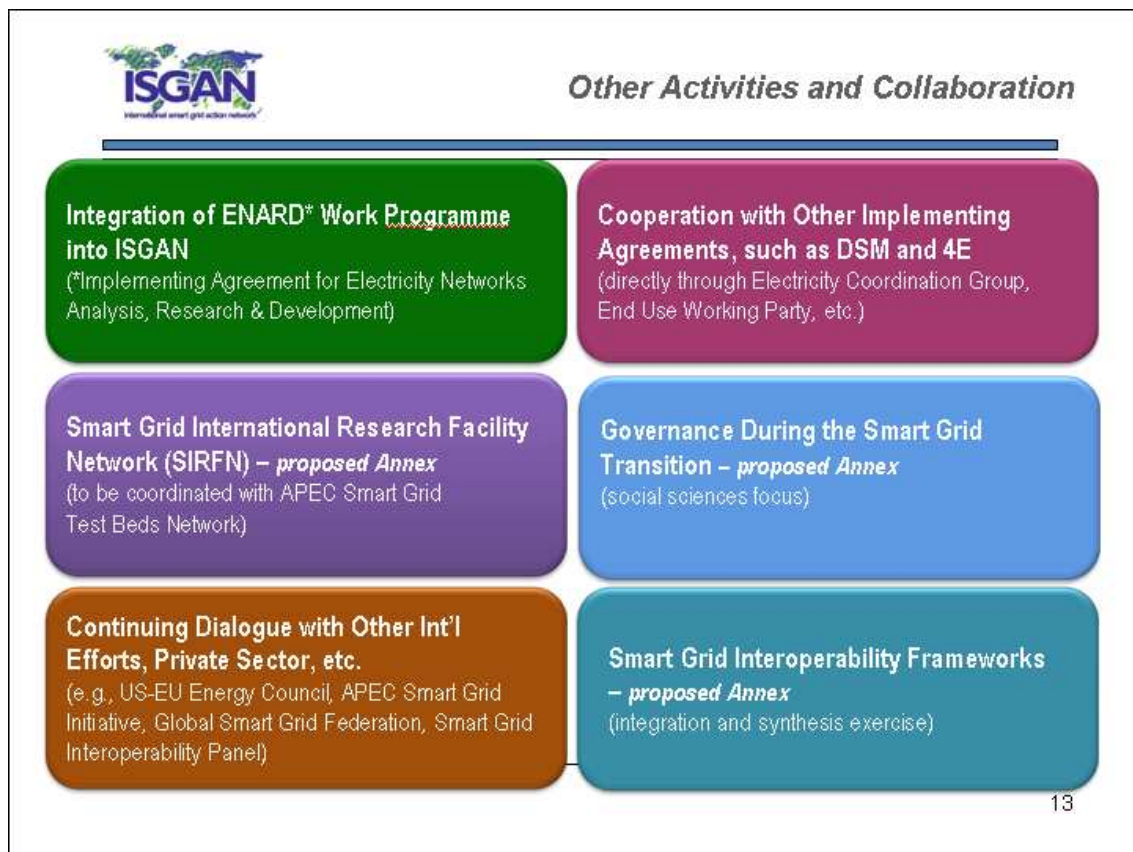 ISGAN
international smart grid action network
Other Activities and Collaboration
Integration of ENARD* Work Programme
into ISGAN
(*Implementing Agreement for Electricity Networks
Analysis, Research & Development)
Cooperation with Other Implementing
Agreements, such as DSM and 4E
(directly through Electricity Coordination Group,
End Use Working Party, etc.)
Smart Grid International Research Facility
Network (SIRFN) – proposed Annex
(to be coordinated with APEC Smart Grid
Test Beds Network)
Governance During the Smart Grid
Transition – proposed Annex
(social sciences focus)
Continuing Dialogue with Other Int'l
Efforts, Private Sector, etc.
(e.g., US-EU Energy Council, APEC Smart Grid
Initiative, Global Smart Grid Federation, Smart Grid
Interoperability Panel)
Smart Grid Interoperability Frameworks
– proposed Annex
(integration and synthesis exercise)
13